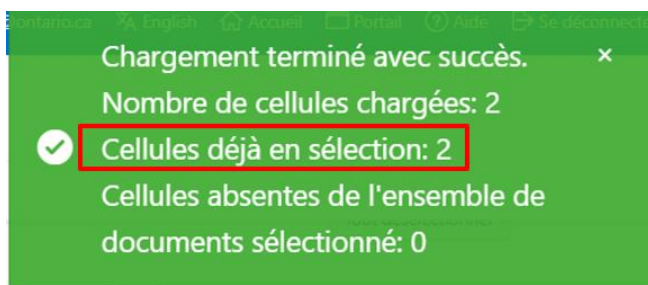 ontario.ca English Accueil Portail Aide Se déconnecte
Chargement terminé avec succès. ×
Nombre de cellules chargées: 2
Cellules déjà en sélection: 2
Cellules absentes de l'ensemble de
documents sélectionné: 0